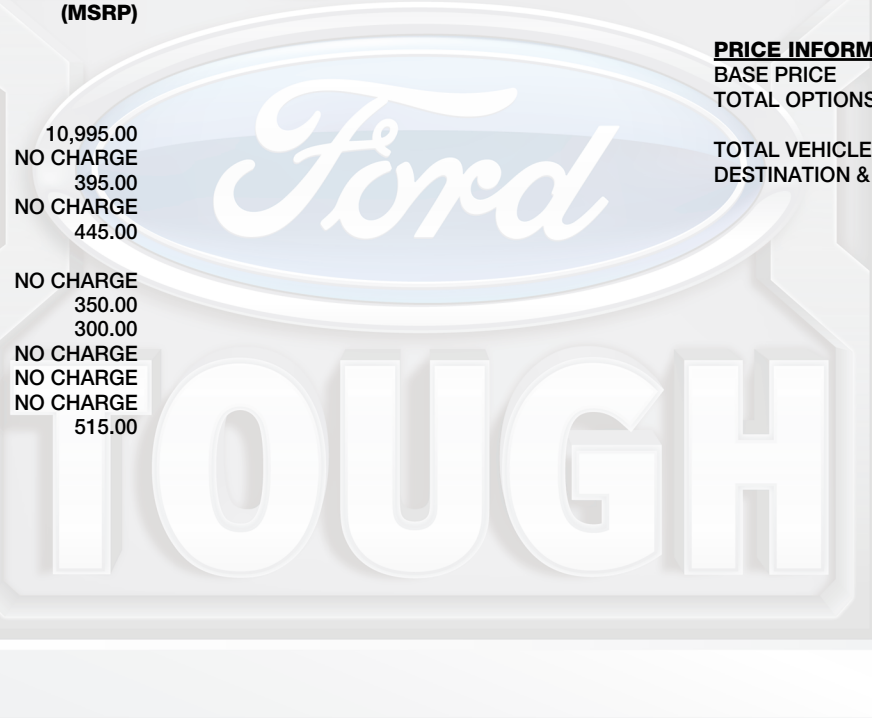 (MSRP)
10,995.00
NO CHARGE
395.00
NO CHARGE
445.00
NO CHARGE
350.00
300.00
NO CHARGE
NO CHARGE
NO CHARGE
515.00
PRICE INFORM
BASE PRICE
TOTAL OPTIONS
TOTAL VEHICLE
DESTINATION &
Ford
TOUGH